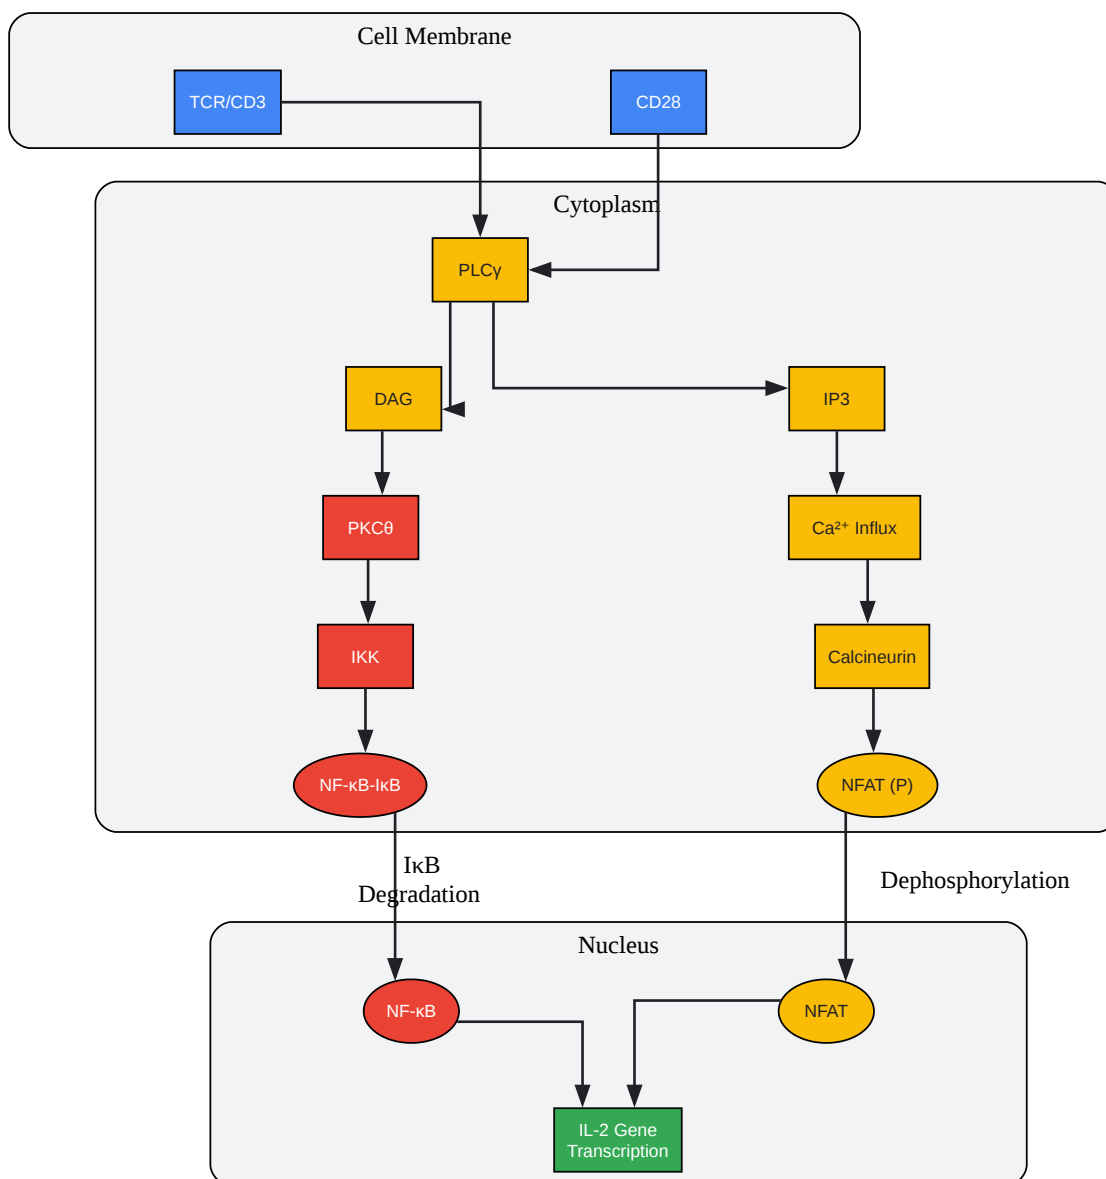 Cell Membrane
TCR/CD3
CD28
Cytoplasm
PLCγ
DAG
IP3
PKCθ
Ca²⁺ Influx
IKK
Calcineurin
NF-κB-IκB
NFAT (P)
IκB
Degradation
Dephosphorylation
Nucleus
NF-κB
NFAT
IL-2 Gene
Transcription